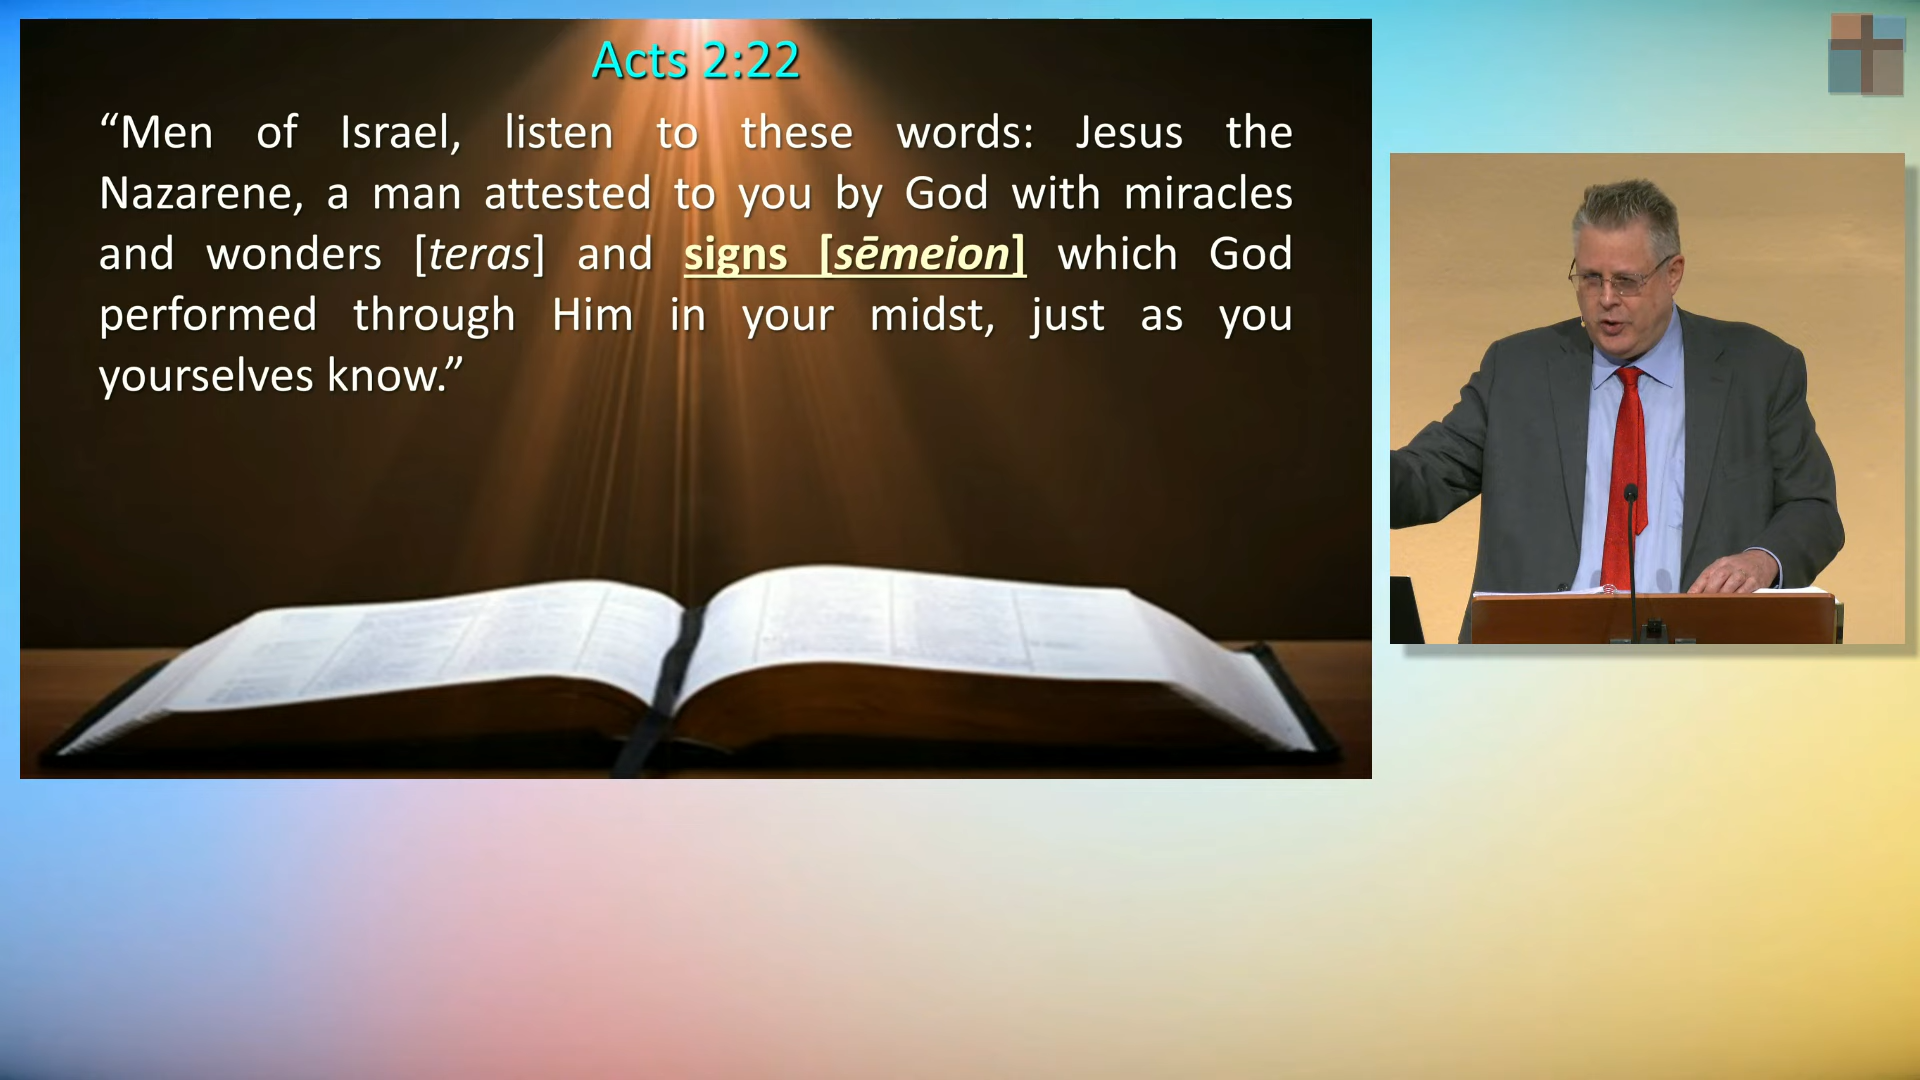 Acts 2:22
“Men of Israel, listen to these words: Jesus the
Nazarene, a man attested to you by God with miracles
and wonders [teras] and signs [sēmeion] which God
performed through Him in your midst, just as you
yourselves know.”